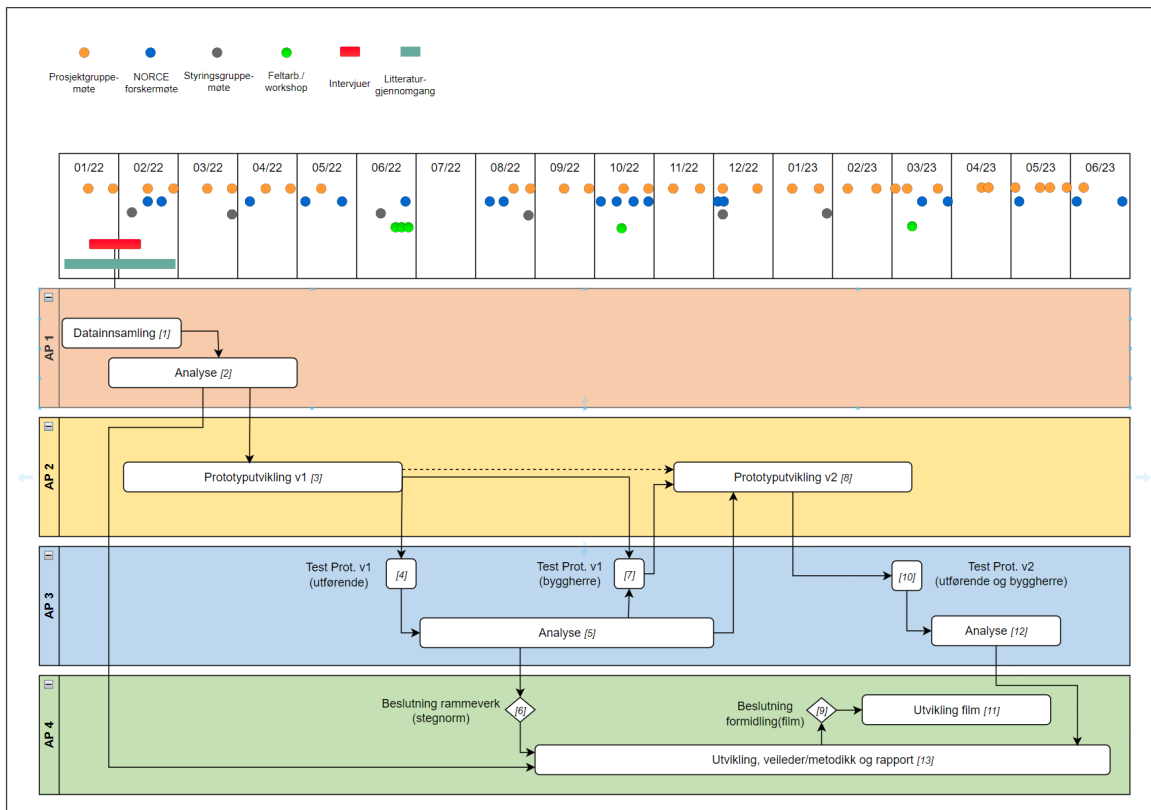 Prosjektgruppe-
møte
NORCE
forskermøte
Styringsgruppe-
møte
Feltarb./
workshop
Intervjuer
Litteratur-
gjennomgang
01/22 02/22 03/22 04/22 05/22 06/22 07/22 08/22 09/22 10/22 11/22 12/22 01/23 02/23 03/23 04/23 05/23 06/23
AP 1
Datainnsamling [1]
Analyse [2]
AP 2
Prototyputvikling v1 [3]
Prototyputvikling v2 [8]
AP 3
Test Prot. v1
(utførende)
[4]
Test Prot. v1
(byggherre)
[7]
[10]
Test Prot. v2
(utførende og byggherre)
Analyse [5]
Analyse [12]
AP 4
Beslutning rammeverk
(stegnorm)
[6]
Beslutning
formidling(film)
[9]
Utvikling film [11]
Utvikling, veileder/metodikk og rapport [13]